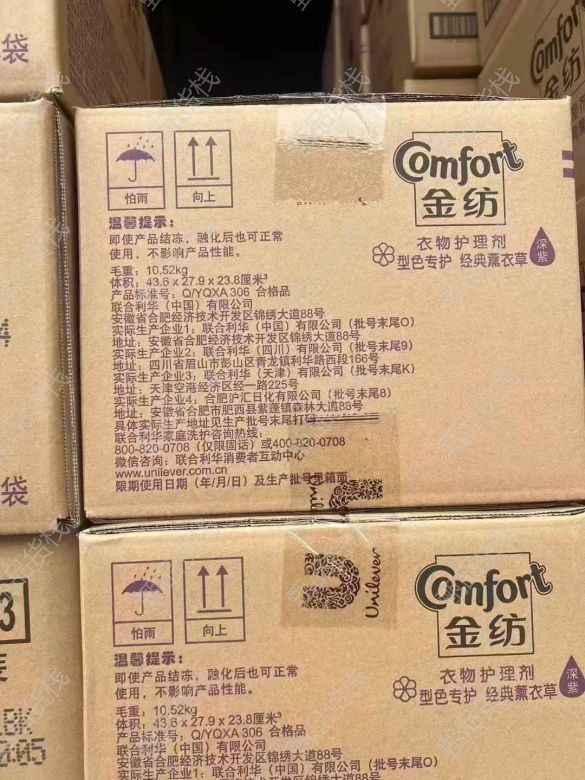 袋
Comfort
怕雨 向上
Comfort
金纺
温馨提示:
即使产品结冻，融化后也可正常
使用，不影响产品性能。
衣物护理剂
型色专护 经典薰衣草
深紫
毛重: 10.52kg
体积: 43.6 x 27.9 x 23.8厘米³
产品标准号: Q/YQXA 306 合格品
联合利华（中国）有限公司
安徽省合肥经济技术开发区锦绣大道88号
实际生产企业1: 联合利华（中国）有限公司（批号末尾O）
地址: 安徽省合肥经济技术开发区锦绣大道88号
实际生产企业2: 联合利华（四川）有限公司（批号末尾9）
地址: 四川省眉山市彭山区青龙镇利华路西段166号
实际生产企业3: 联合利华（天津）有限公司（批号末尾K）
地址: 天津空港经济区经一路225号
实际生产企业4: 合肥沪汇日化有限公司（批号末尾8）
地址: 安徽省合肥市肥西县紫蓬镇森林大道88号
具体实际生产地址见生产批号末尾打码
联合利华家庭洗护咨询热线:
800-820-0708（仅限固话）或400-820-0708
微信咨询: 联合利华消费者互动中心
www.unilever.com.cn
限期使用日期（年/月/日）及生产批号见箱面
袋
Unilever
怕雨 向上
Comfort
金纺
温馨提示:
即使产品结冻，融化后也可正常
使用，不影响产品性能。
衣物护理剂
型色专护 经典薰衣草
深紫
毛重: 10.52kg
体积: 43.6 x 27.9 x 23.8厘米³
产品标准号: Q/YQXA 306 合格品
联合利华（中国）有限公司
安徽省合肥经济技术开发区锦绣大道88号
实际生产企业1: 联合利华（中国）有限公司（批号末尾O）